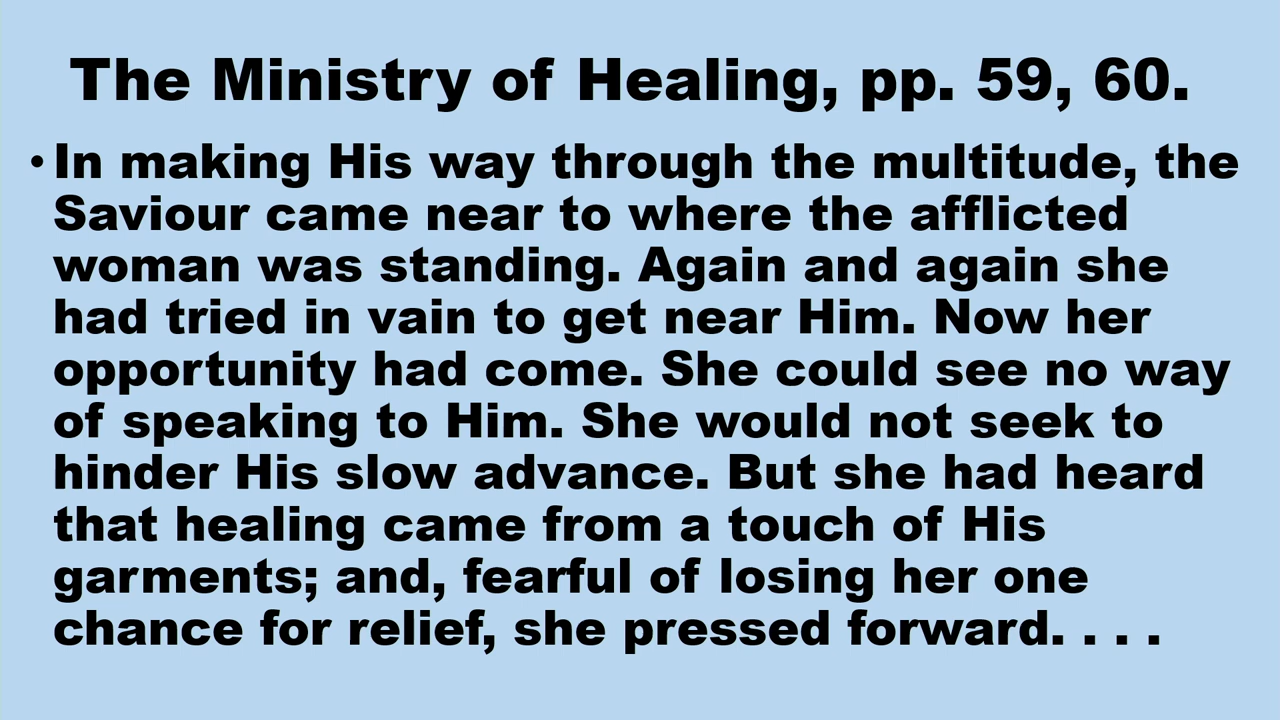 The Ministry of Healing, pp. 59, 60.
• In making His way through the multitude, the
Saviour came near to where the afflicted
woman was standing. Again and again she
had tried in vain to get near Him. Now her
opportunity had come. She could see no way
of speaking to Him. She would not seek to
hinder His slow advance. But she had heard
that healing came from a touch of His
garments; and, fearful of losing her one
chance for relief, she pressed forward. . . .